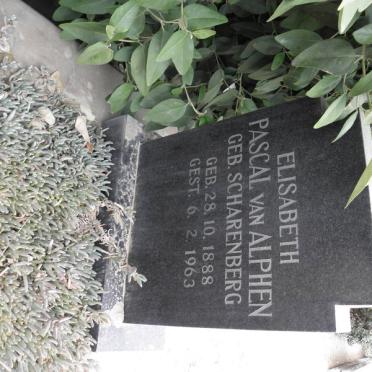 ELISABETH
PASCAL VAN ALPHEN
GEB. SCHARENBERG
GEB. 28. 10. 1888
GEST. 6. 2. 1963